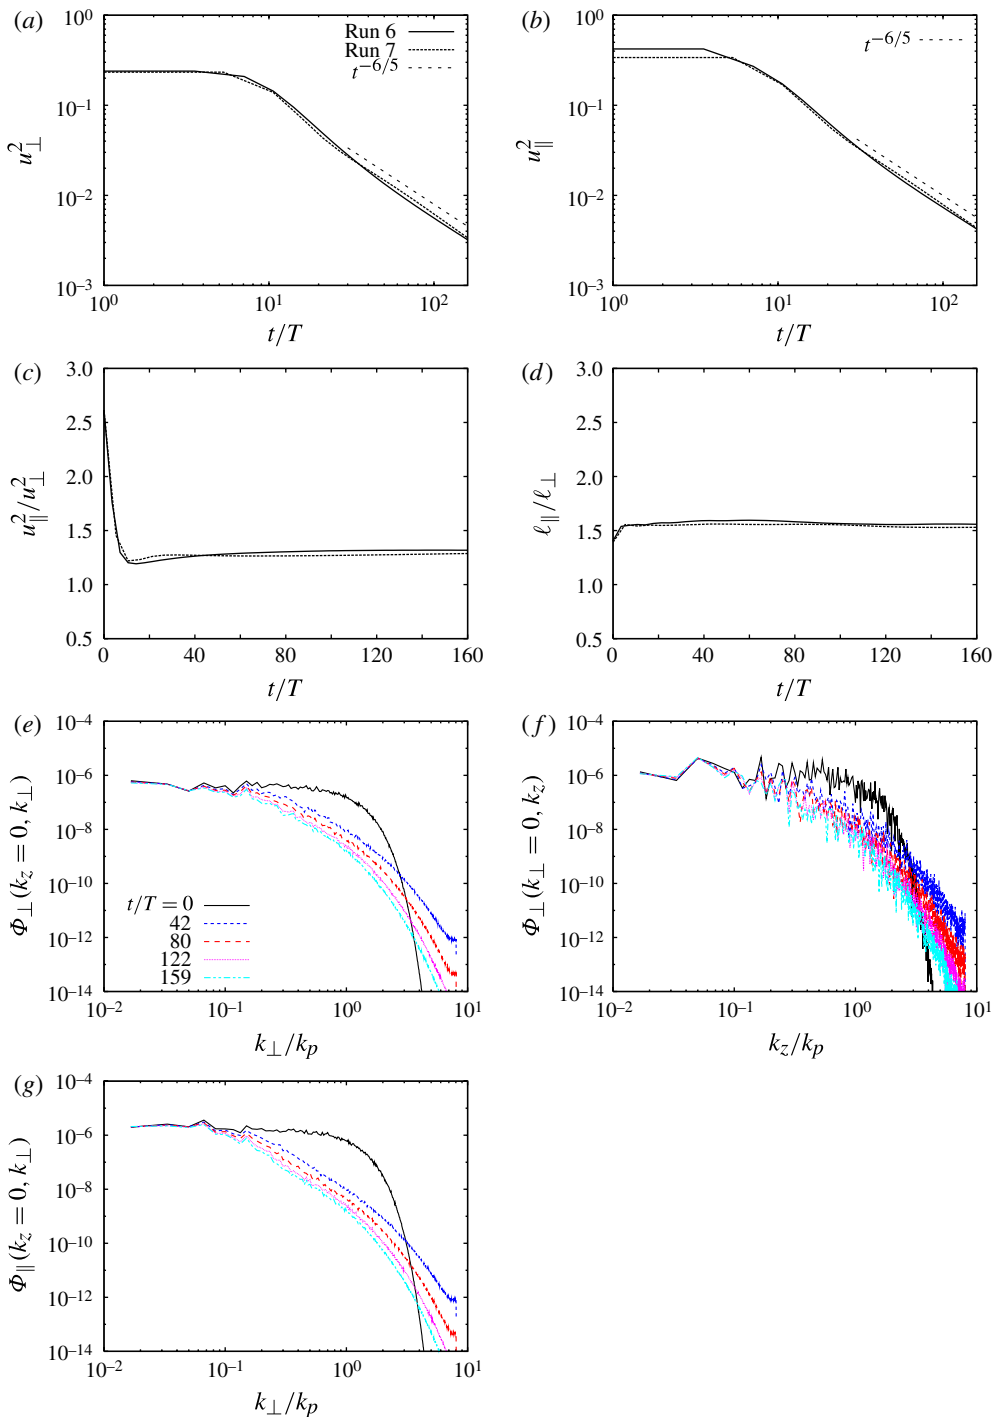 (a)
10^0
10^-1
10^-2
10^-3
u_⊥^2
Run 6
Run 7
t^-6/5
10^0 10^1 10^2
t/T
(b)
10^0
10^-1
10^-2
10^-3
u_∥^2
t^-6/5
10^0 10^1 10^2
t/T
(c)
3.0
2.5
2.0
1.5
1.0
0.5
u_∥^2/u_⊥^2
0 40 80 120 160
t/T
(d)
3.0
2.5
2.0
1.5
1.0
0.5
ℓ_∥/ℓ_⊥
0 40 80 120 160
t/T
(e)
10^-4
10^-6
10^-8
10^-10
10^-12
10^-14
Φ_⊥(k_z = 0, k_⊥)
t/T = 0
42
80
122
159
10^-2 10^-1 10^0 10^1
k_⊥/k_p
(f)
10^-4
10^-6
10^-8
10^-10
10^-12
10^-14
Φ_⊥(k_⊥ = 0, k_z)
10^-2 10^-1 10^0 10^1
k_z/k_p
(g)
10^-4
10^-6
10^-8
10^-10
10^-12
10^-14
Φ_∥(k_z = 0, k_⊥)
10^-2 10^-1 10^0 10^1
k_⊥/k_p